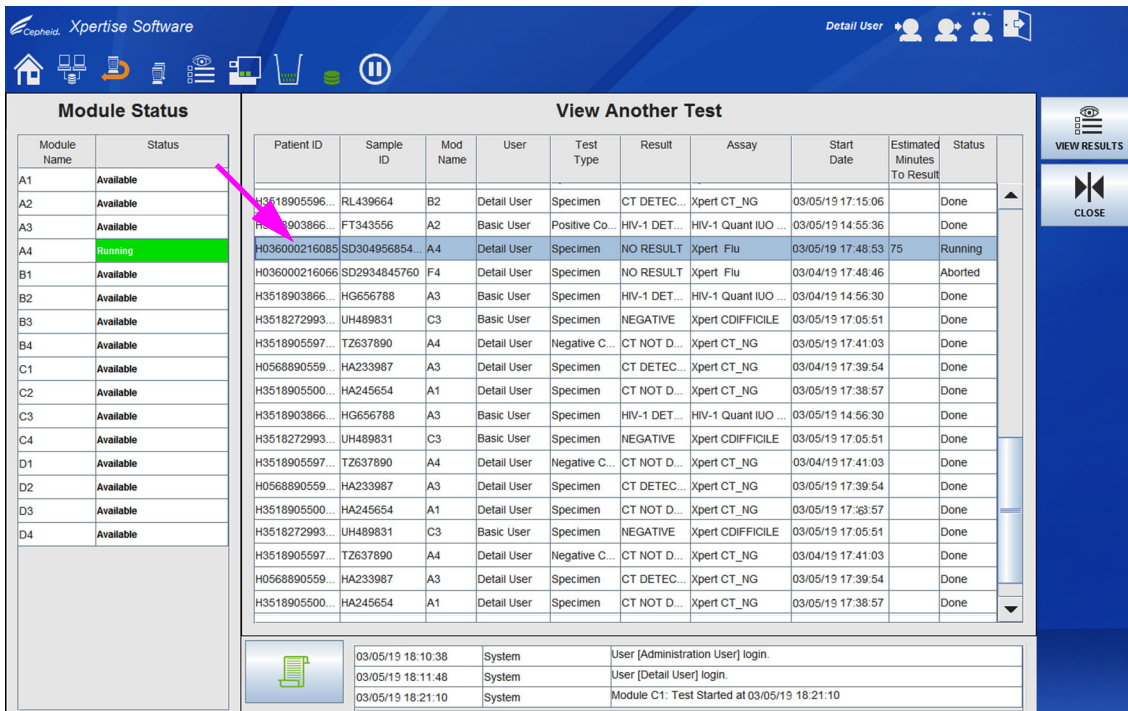 Cepheid. Xpertise Software
Detail User
Module Status
Module Name Status
A1 Available
A2 Available
A3 Available
A4 Running
B1 Available
B2 Available
B3 Available
B4 Available
C1 Available
C2 Available
C3 Available
C4 Available
D1 Available
D2 Available
D3 Available
D4 Available
View Another Test
Patient ID Sample ID Mod Name User Test Type Result Assay Start Date Estimated Minutes To Result Status
H3518905596... RL439664 B2 Detail User Specimen CT DETEC... Xpert CT_NG 03/05/19 17:15:06 Done
903866... FT343556 A2 Basic User Positive Co... HIV-1 DET... HIV-1 Quant IUO ... 03/05/19 14:55:36 Done
H036000216085 SD304956854... A4 Detail User Specimen NO RESULT Xpert Flu 03/05/19 17:48:53 75 Running
H036000216066 SD2934845760 F4 Detail User Specimen NO RESULT Xpert Flu 03/04/19 17:48:46 Aborted
H3518903866... HG656788 A3 Basic User Specimen HIV-1 DET... HIV-1 Quant IUO ... 03/04/19 14:56:30 Done
H3518272993... UH489831 C3 Basic User Specimen NEGATIVE Xpert CDIFFICILE 03/05/19 17:05:51 Done
H3518905597... TZ637890 A4 Detail User Negative C... CT NOT D... Xpert CT_NG 03/05/19 17:41:03 Done
H0568890559... HA233987 A3 Detail User Specimen CT DETEC... Xpert CT_NG 03/04/19 17:39:54 Done
H3518905500... HA245654 A1 Detail User Specimen CT NOT D... Xpert CT_NG 03/05/19 17:38:57 Done
H3518903866... HG656788 A3 Basic User Specimen HIV-1 DET... HIV-1 Quant IUO ... 03/05/19 14:56:30 Done
H3518272993... UH489831 C3 Basic User Specimen NEGATIVE Xpert CDIFFICILE 03/05/19 17:05:51 Done
H3518905597... TZ637890 A4 Detail User Negative C... CT NOT D... Xpert CT_NG 03/04/19 17:41:03 Done
H0568890559... HA233987 A3 Detail User Specimen CT DETEC... Xpert CT_NG 03/05/19 17:39:54 Done
H3518905500... HA245654 A1 Detail User Specimen CT NOT D... Xpert CT_NG 03/05/19 Done
H3518272993... UH489831 C3 Basic User Specimen NEGATIVE Xpert CDIFFICILE 03/05/19 17:05:51 Done
H3518905597... TZ637890 A4 Detail User Negative C... CT NOT D... Xpert CT_NG 03/04/19 17:41:03 Done
H0568890559... HA233987 A3 Detail User Specimen CT DETEC... Xpert CT_NG 03/05/19 17:39:54 Done
H3518905500... HA245654 A1 Detail User Specimen CT NOT D... Xpert CT_NG 03/05/19 17:38:57 Done
03/05/19 18:10:38 System User [Administration User] login.
03/05/19 18:11:48 System User [Detail User] login.
03/05/19 18:21:10 System Module C1: Test Started at 03/05/19 18:21:10
VIEW RESULTS
CLOSE